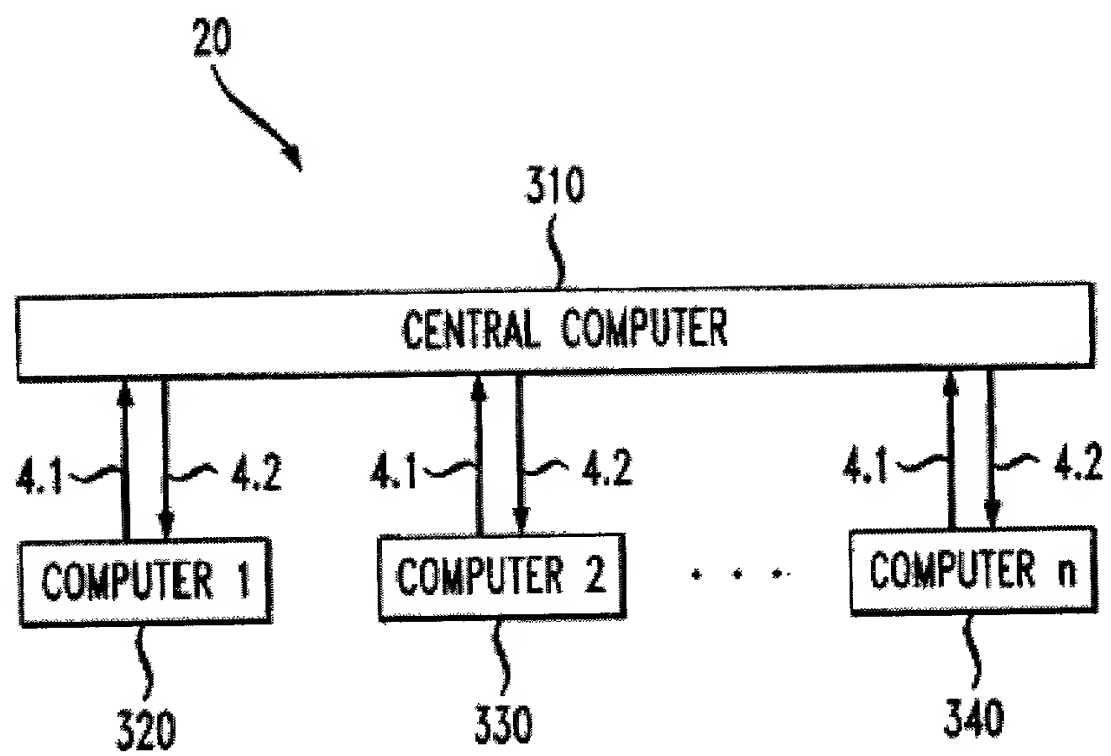 20
310
CENTRAL COMPUTER
4.1 4.2 4.1 4.2 4.1 4.2
COMPUTER 1 COMPUTER 2 . . . COMPUTER n
320 330 340